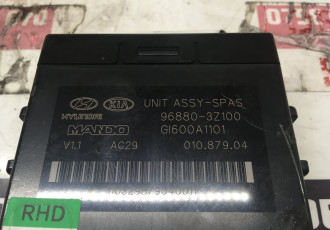 HYUNDAI KIA UNIT ASSY-SPAS
96880-3Z100
MANDO GI600A1101
V1.1 AC29 010.879.04
RHD